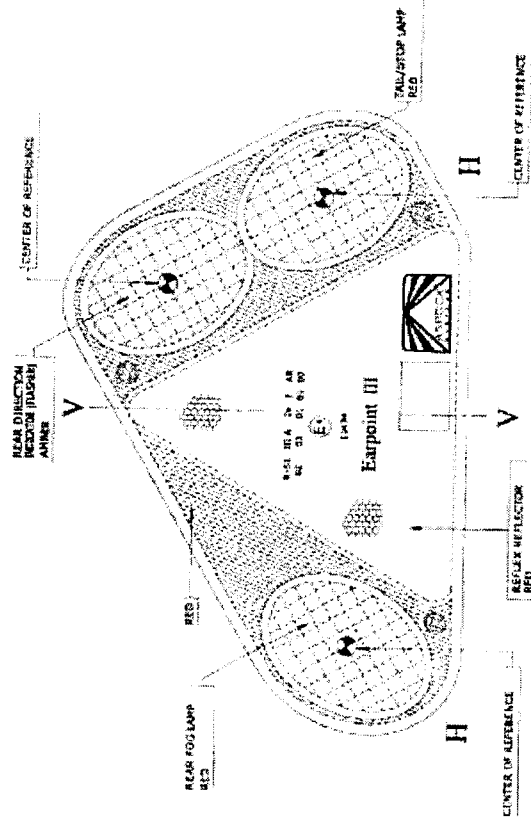 CENTER OF REFERENCE
REAR DIRECTION
INDICATOR (FLASHER)
AMBER
V
TAIL/STOP LAMP
RED
H
CENTER OF REFERENCE
RED
Earpoint III
V
REAR FOG LAMP
RED
REFLEX REFLECTOR
RED
H
CENTER OF REFERENCE